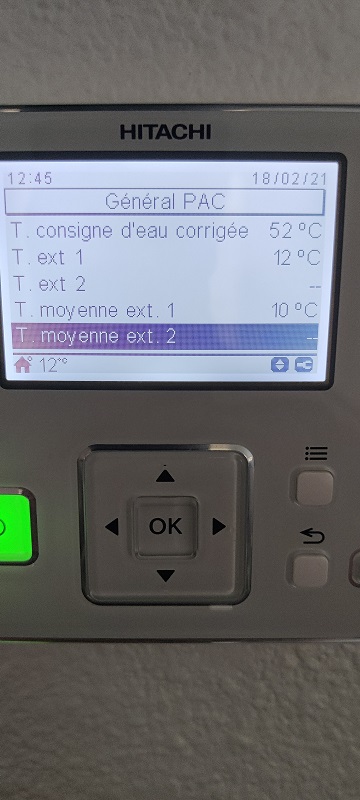 HITACHI
12:45 18/02/21
Général PAC
T. consigne d'eau corrigée 52 °C
T. ext 1 12 °C
T. ext 2 --
T. moyenne ext. 1 10 °C
T. moyenne ext. 2 --
12°c
OK